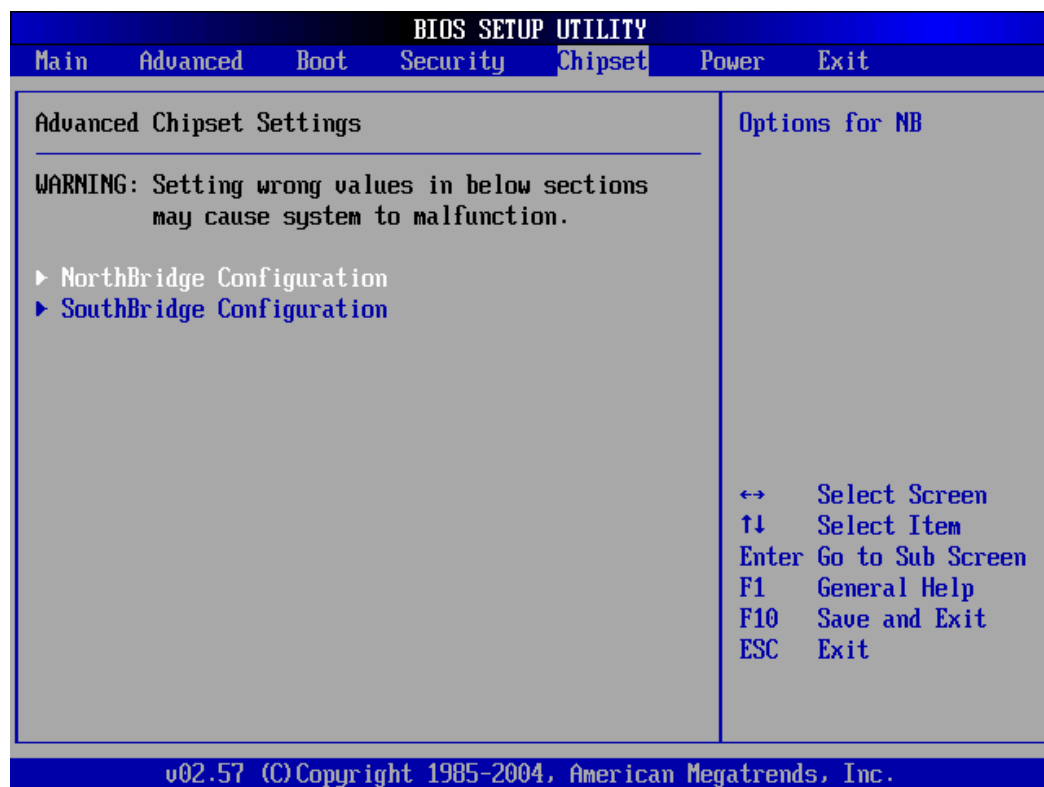 BIOS SETUP UTILITY
Main Advanced Boot Security Chipset Power Exit
Advanced Chipset Settings
WARNING: Setting wrong values in below sections
may cause system to malfunction.
► NorthBridge Configuration
► SouthBridge Configuration
Options for NB
↔ Select Screen
↑↓ Select Item
Enter Go to Sub Screen
F1 General Help
F10 Save and Exit
ESC Exit
v02.57 (C)Copyright 1985-2004, American Megatrends, Inc.